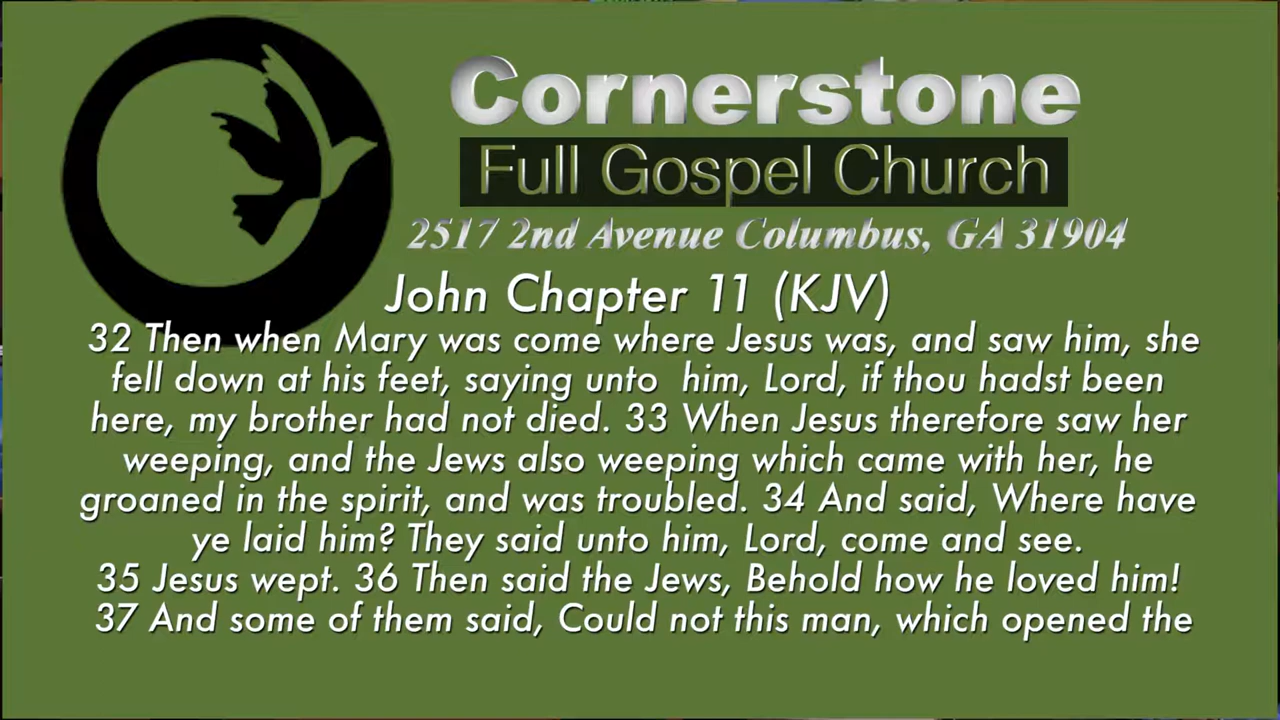 Cornerstone
Full Gospel Church
2517 2nd Avenue Columbus, GA 31904
John Chapter 11 (KJV)
32 Then when Mary was come where Jesus was, and saw him, she
fell down at his feet, saying unto  him, Lord, if thou hadst been
here, my brother had not died. 33 When Jesus therefore saw her
weeping, and the Jews also weeping which came with her, he
groaned in the spirit, and was troubled. 34 And said, Where have
ye laid him? They said unto him, Lord, come and see.
35 Jesus wept. 36 Then said the Jews, Behold how he loved him!
37 And some of them said, Could not this man, which opened the